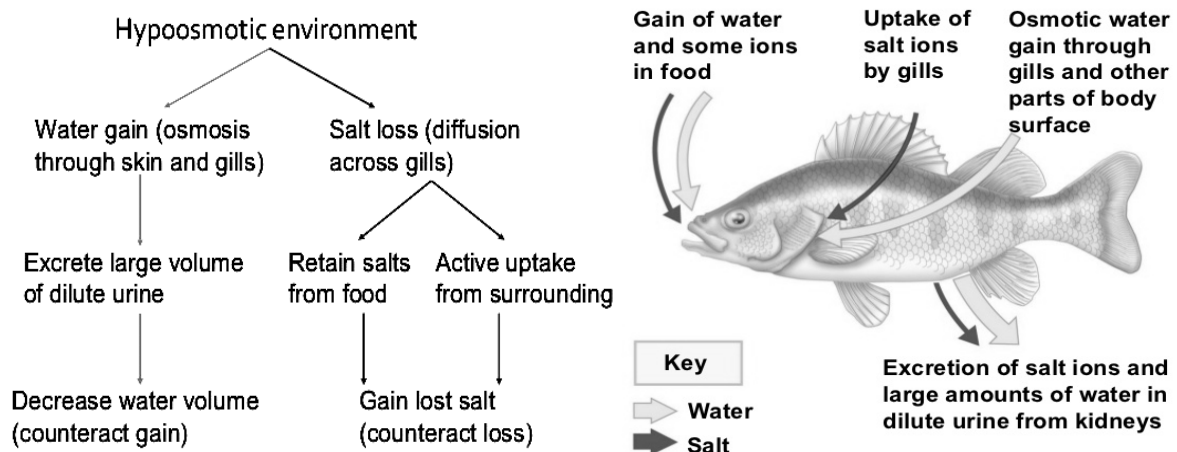 Hypoosmotic environment
Water gain (osmosis
through skin and gills)
Salt loss (diffusion
across gills)
Excrete large volume
of dilute urine
Retain salts
from food
Active uptake
from surrounding
Decrease water volume
(counteract gain)
Gain lost salt
(counteract loss)
Gain of water
and some ions
in food
Uptake of
salt ions
by gills
Osmotic water
gain through
gills and other
parts of body
surface
Excretion of salt ions and
large amounts of water in
dilute urine from kidneys
Key
Water
Salt